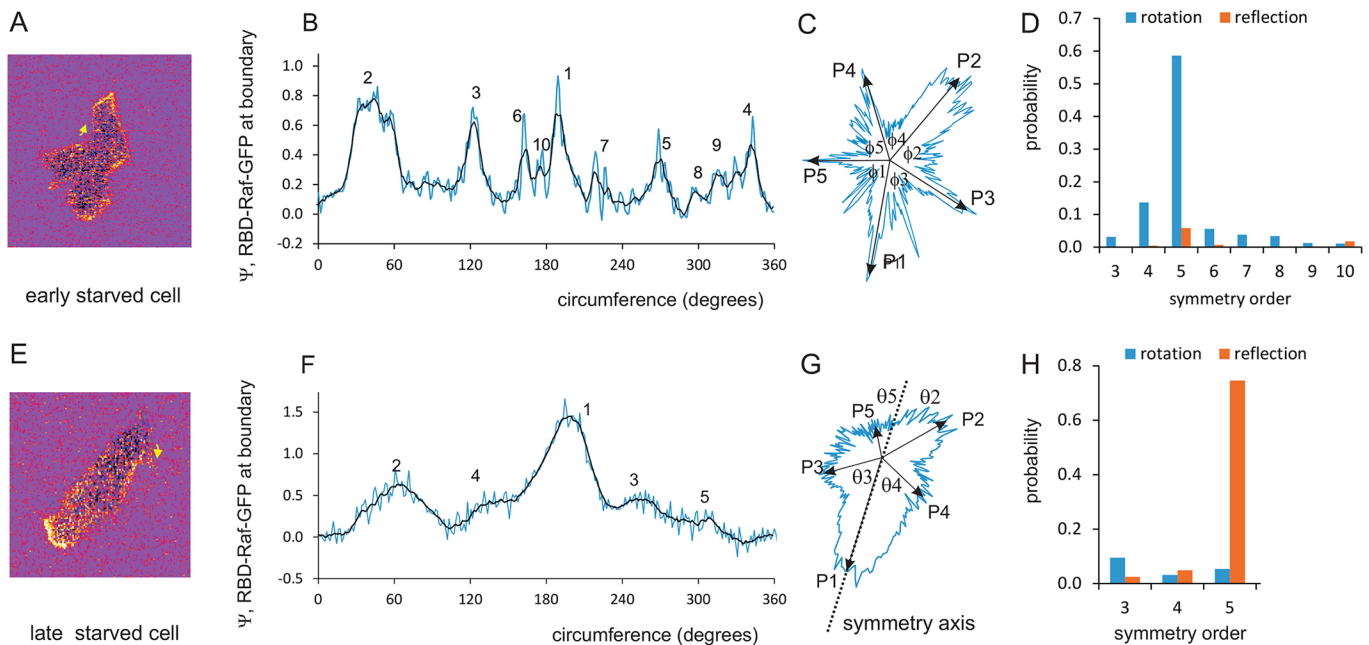 A
early starved cell
B
Ψ, RBD-Raf-GFP at boundary
1.0
0.8
0.6
0.4
0.2
0.0
-0.2
2
3
6
10
1
7
5
8
9
4
0 60 120 180 240 300 360
circumference (degrees)
C
P4
P2
ϕ5
ϕ4
ϕ2
ϕ1
ϕ3
P5
P3
P1
D
rotation reflection
probability
0.7
0.6
0.5
0.4
0.3
0.2
0.1
0.0
3 4 5 6 7 8 9 10
symmetry order
E
late starved cell
F
Ψ, RBD-Raf-GFP at boundary
1.5
1.0
0.5
0.0
-0.5
2
4
1
3
5
0 60 120 180 240 300 360
circumference (degrees)
G
θ5
θ2
P5
P2
P3
θ3
θ4
P4
P1
symmetry axis
H
rotation reflection
probability
0.8
0.6
0.4
0.2
0.0
3 4 5
symmetry order